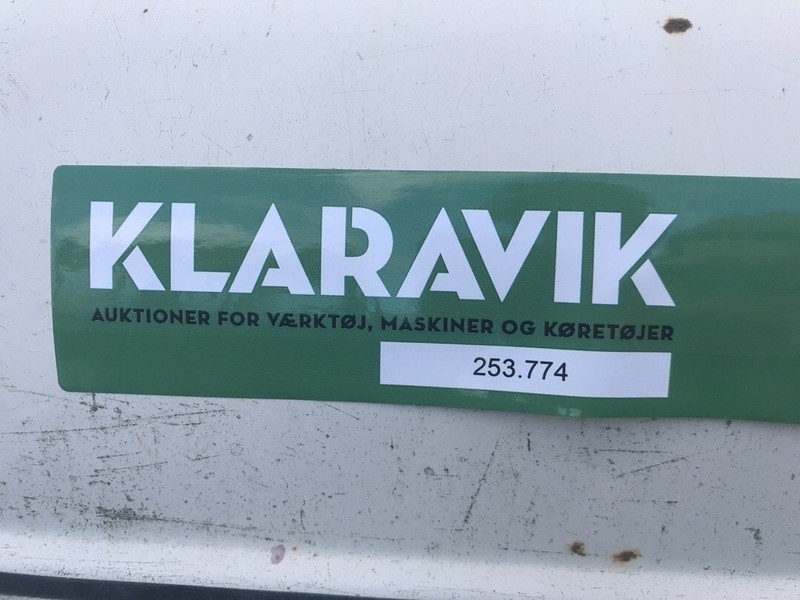 KLARAVIK
AUKTIONER FOR VÆRKTØJ, MASKINER OG KØRETØJER
253.774